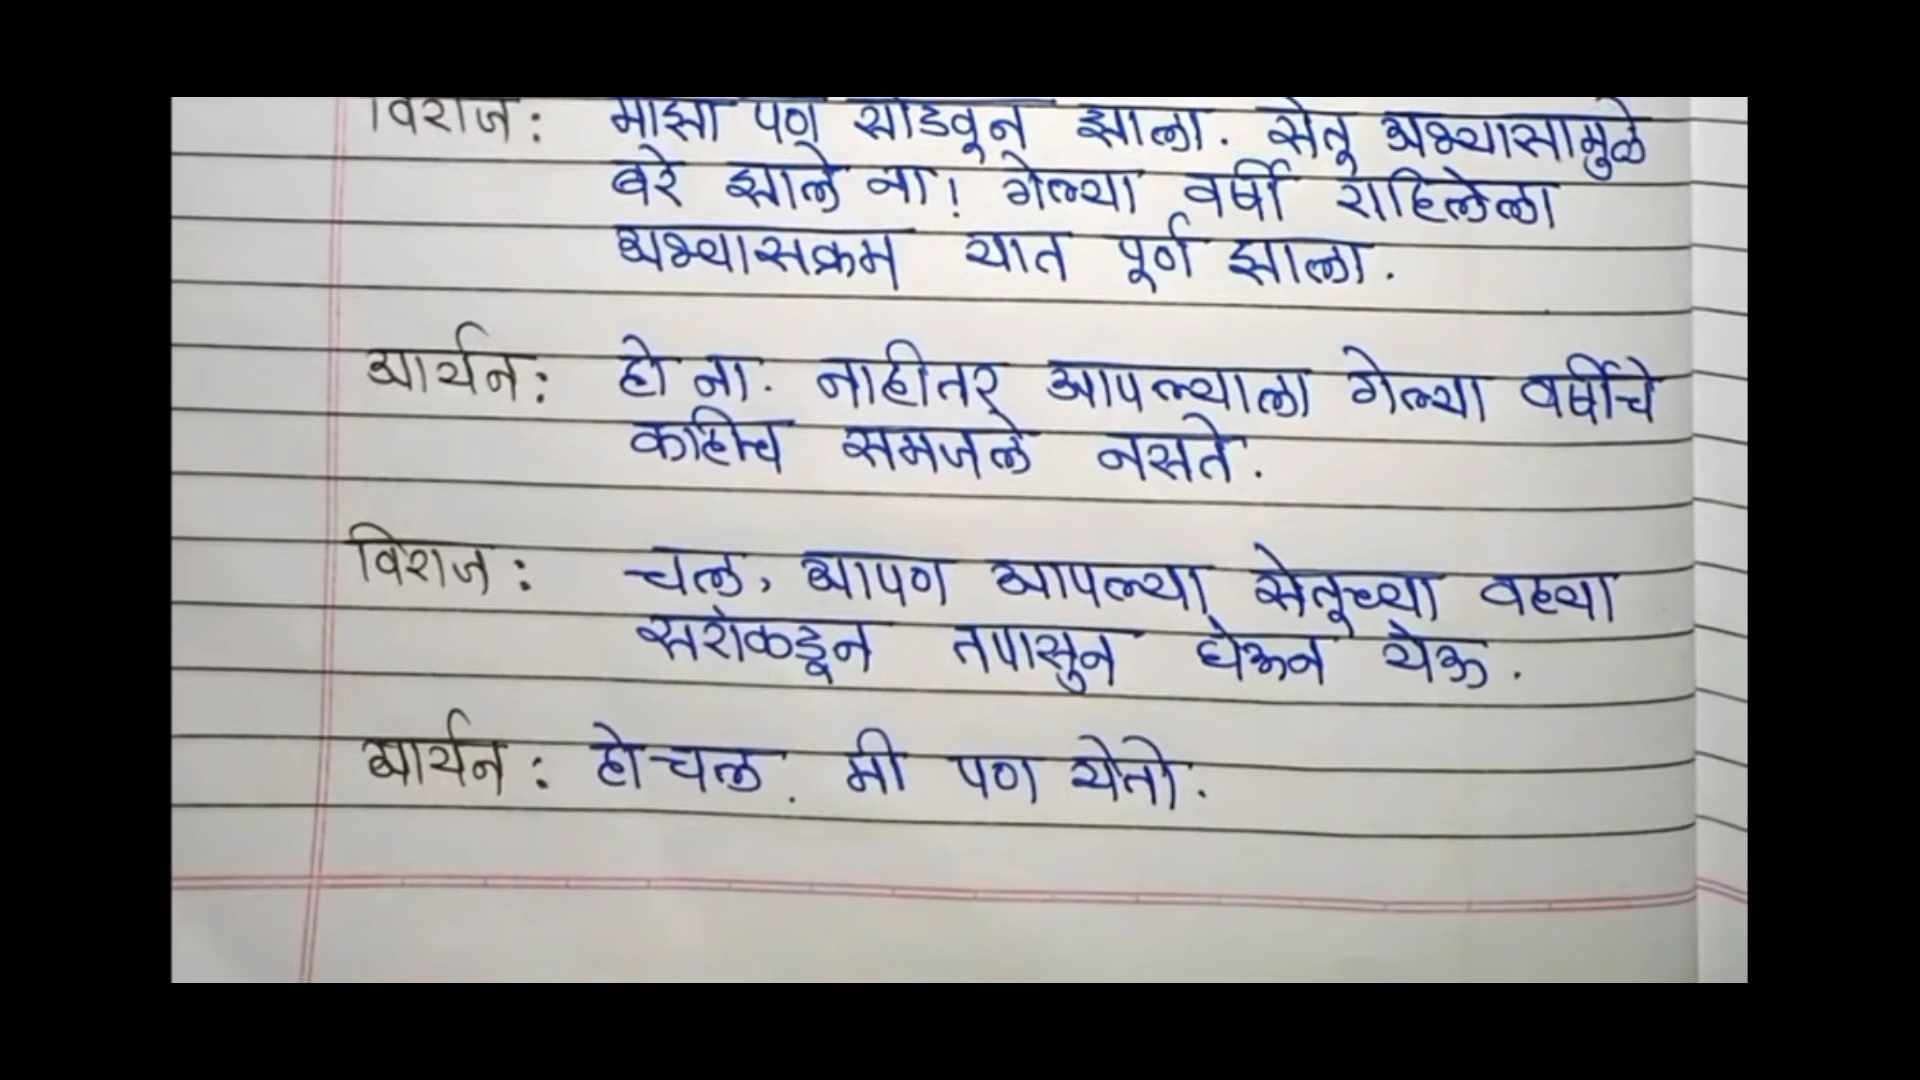 विराज: माझा पण सोडवून झाला. सेतू अभ्यासामुळे
बरे झाले ना! गेल्या वर्षी राहिलेला
अभ्यासक्रम यात पूर्ण झाला.
आर्यन: हो ना. नाहीतर आपल्याला गेल्या वर्षीचे
काहीच समजले नसते.
विराज: चल, आपण आपल्या सेतूच्या वह्या
सरांकडून तपासुन घेऊन येऊ.
आर्यन: हो चल. मी पण येतो.